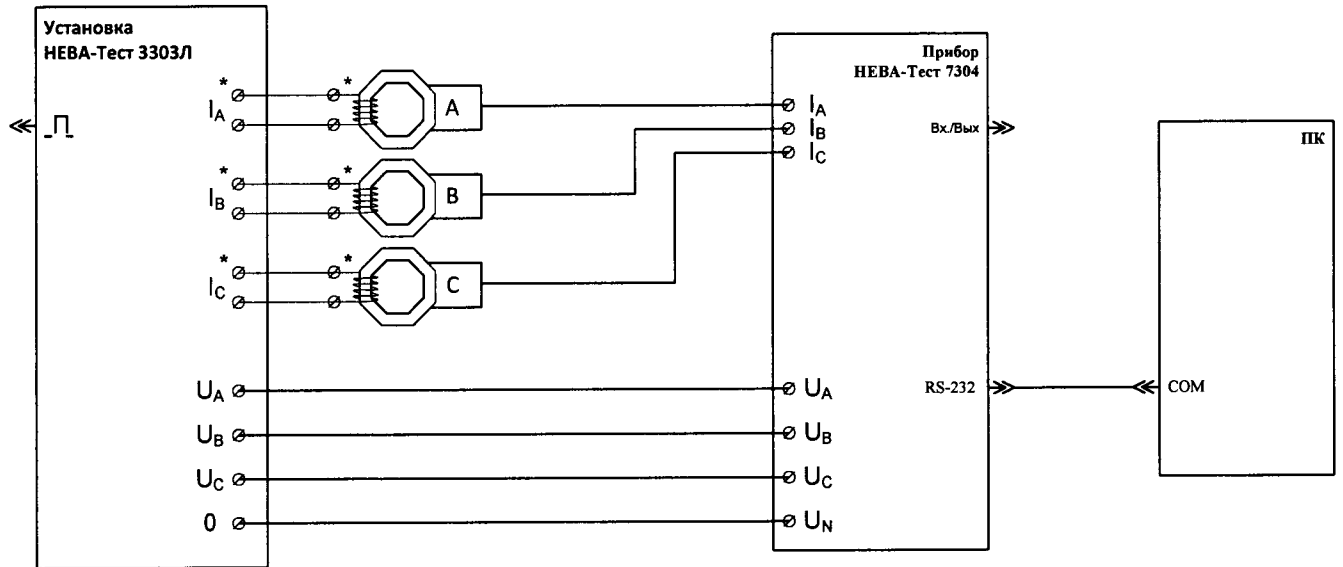 Установка
НЕВА-Тест 3303Л
* *
I_A
A
* *
I_B
B
* *
I_C
C
U_A
U_B
U_C
0
Прибор
НЕВА-Тест 7304
I_A
I_B
I_C
Вх./Вых
RS-232
U_A
U_B
U_C
U_N
ПК
COM